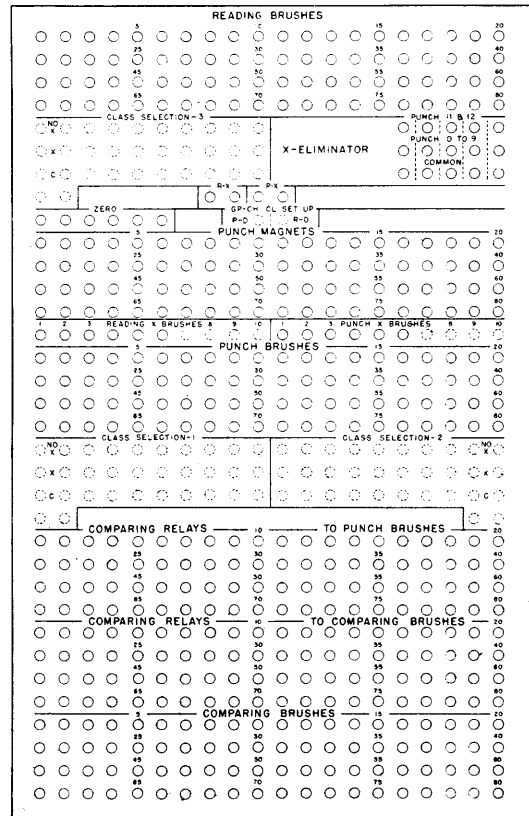 READING BRUSHES
5 15 20
25 30 35 40
45 50 55 60
65 70 75 80
CLASS SELECTION-3 PUNCH 11 & 12
NO X
X-ELIMINATOR PUNCH 0 TO 9
X COMMON
C
R-X P-X
ZERO GP-CH. CL SET UP
P-D R-D
5 PUNCH MAGNETS 15 20
25 30 35 40
45 50 55 60
65 70 75 80
1 2 3 READING X BRUSHES 8 9 10 1 2 3 PUNCH X BRUSHES 8 9 10
5 PUNCH BRUSHES 15 20
25 30 35 40
45 50 55 60
65 70 75 80
CLASS SELECTION-1 CLASS SELECTION-2
NO X NO X
X X
C C
COMPARING RELAYS 10 TO PUNCH BRUSHES 20
25 30 35 40
45 50 55 60
65 70 75 80
COMPARING RELAYS 10 TO COMPARING BRUSHES 20
25 30 35 40
45 50 55 60
65 70 75 80
5 COMPARING BRUSHES 15 20
25 30 35 40
45 50 55 60
65 70 75 80